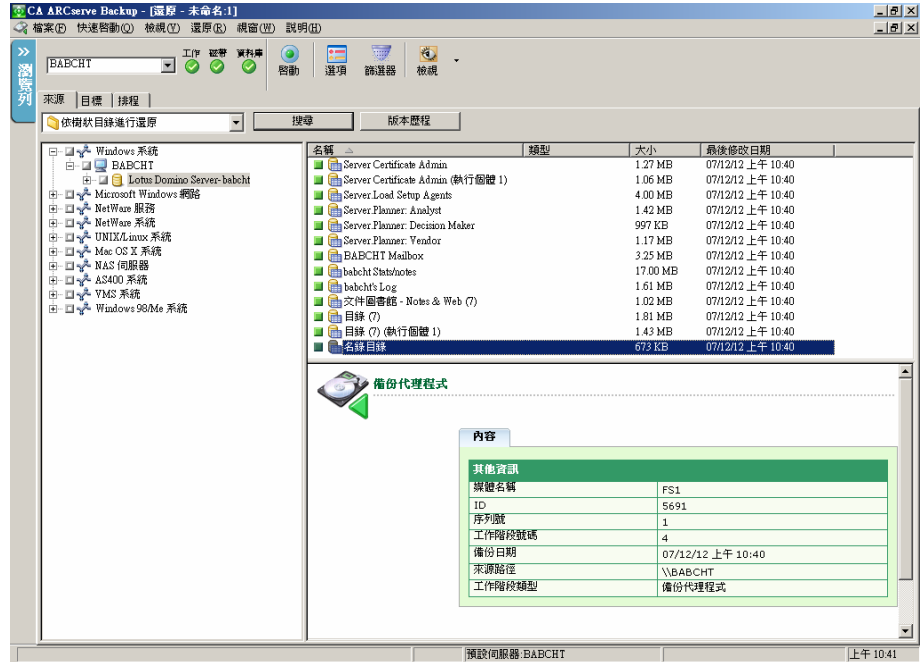 CA ARCserve Backup - [還原 - 未命名:1]
檔案(F) 快速啟動(Q) 檢視(Y) 還原(R) 視窗(W) 說明(H)
瀏覽列
BABCHT 工作 磁帶 資料庫 啟動 選項 篩選器 檢視
來源 目標 排程
依樹狀目錄進行還原 搜尋 版本歷程
Windows 系統
BABCHT
Lotus Domino Server-babcht
Microsoft Windows 網路
NetWare 服務
NetWare 系統
UNIX/Linux 系統
Mac OS X 系統
NAS 伺服器
AS400 系統
VMS 系統
Windows 98/Me 系統
名稱 類型 大小 最後修改日期
Server Certificate Admin 1.27 MB 07/12/12 上午 10:40
Server Certificate Admin (執行個體 1) 1.06 MB 07/12/12 上午 10:40
Server.Load Setup Agents 4.00 MB 07/12/12 上午 10:40
Server.Planner: Analyst 1.42 MB 07/12/12 上午 10:40
Server.Planner: Decision Maker 997 KB 07/12/12 上午 10:40
Server.Planner: Vendor 1.17 MB 07/12/12 上午 10:40
BABCHT Mailbox 3.25 MB 07/12/12 上午 10:40
babcht Stats/notes 17.00 MB 07/12/12 上午 10:40
babcht's Log 1.61 MB 07/12/12 上午 10:40
文件圖書館 - Notes & Web (7) 1.02 MB 07/12/12 上午 10:40
目錄 (7) 1.81 MB 07/12/12 上午 10:40
目錄 (7) (執行個體 1) 1.43 MB 07/12/12 上午 10:40
名錄目錄 673 KB 07/12/12 上午 10:40
備份代理程式
內容
其他資訊
媒體名稱 FS1
ID 5691
序列號 1
工作階段號碼 4
備份日期 07/12/12 上午 10:40
來源路徑 \\BABCHT
工作階段類型 備份代理程式
預設伺服器:BABCHT 上午 10:41